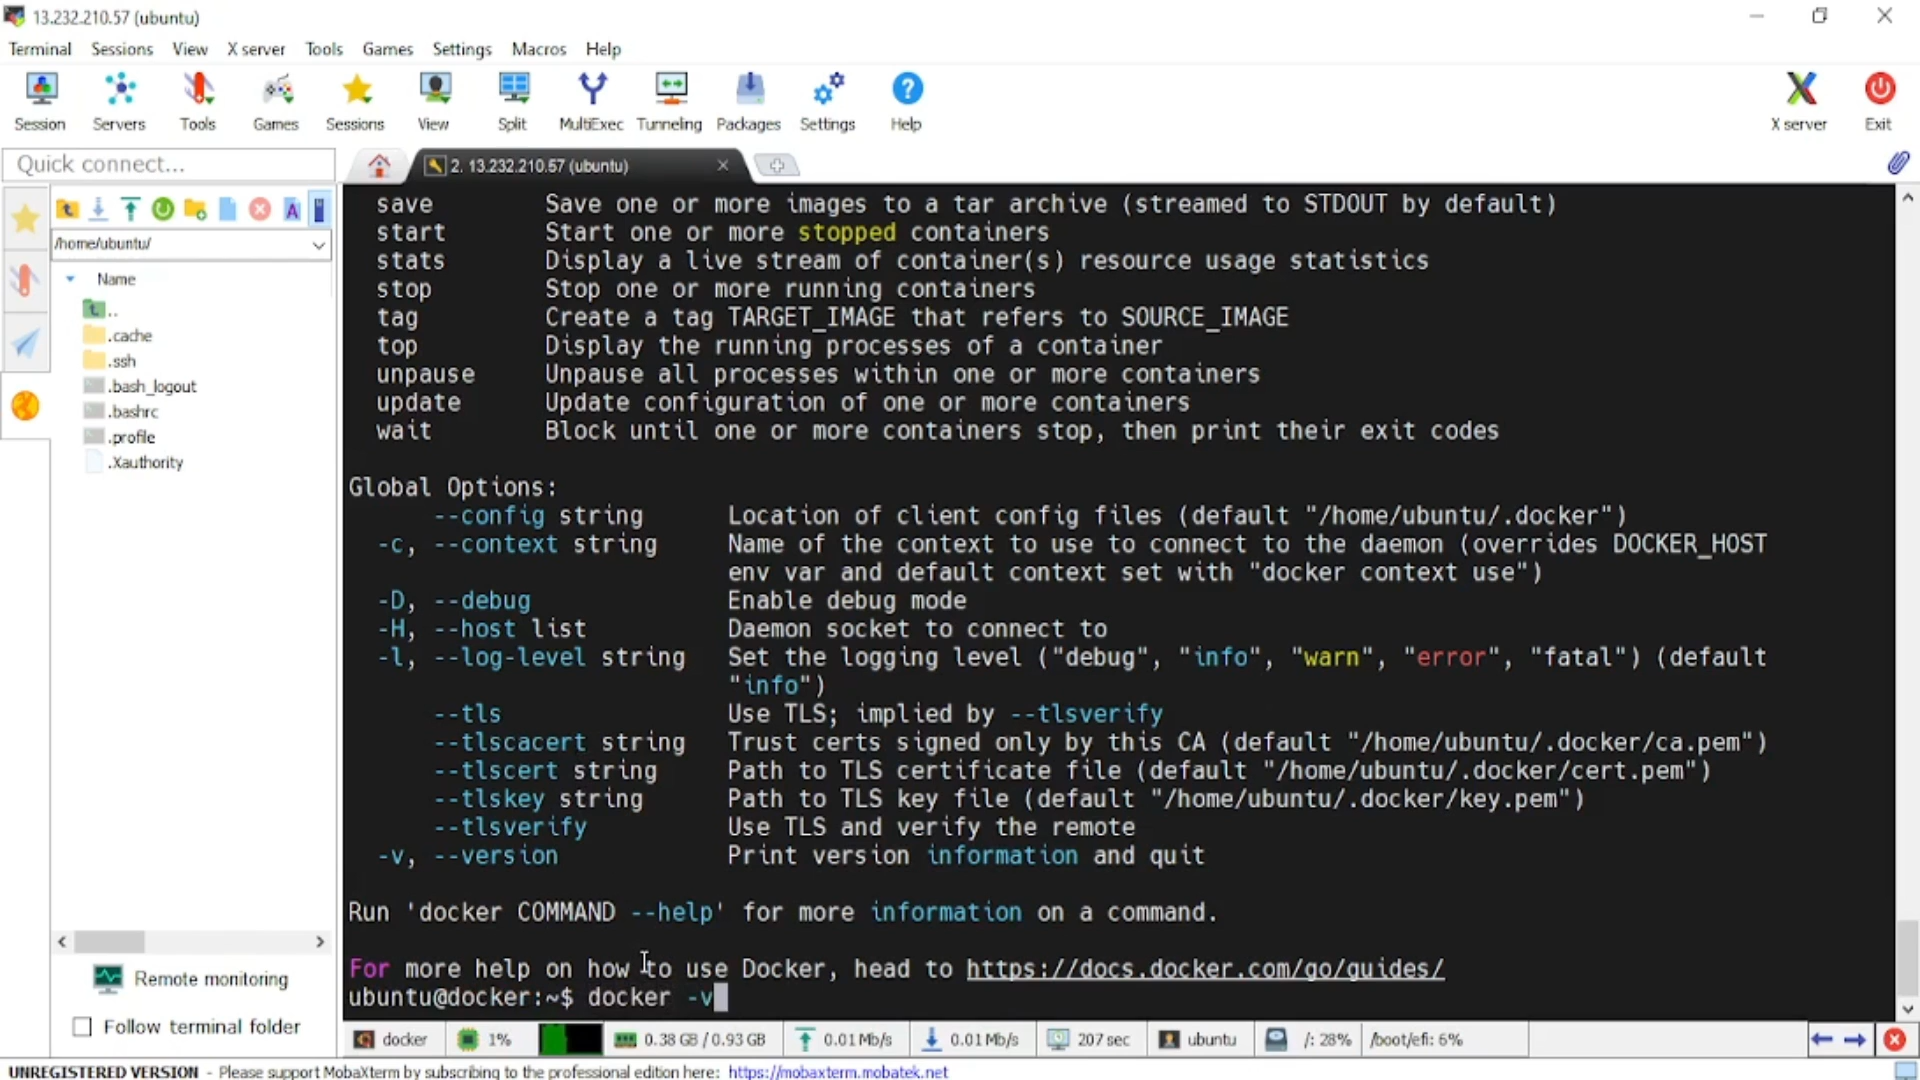 13.232.210.57 (ubuntu)
Terminal Sessions View X server Tools Games Settings Macros Help
Session Servers Tools Games Sessions View Split MultiExec Tunneling Packages Settings Help X server Exit
Quick connect...
2. 13.232.210.57 (ubuntu)
/home/ubuntu/
Name
..
.cache
.ssh
.bash_logout
.bashrc
.profile
.Xauthority
Remote monitoring
Follow terminal folder
save Save one or more images to a tar archive (streamed to STDOUT by default)
start Start one or more stopped containers
stats Display a live stream of container(s) resource usage statistics
stop Stop one or more running containers
tag Create a tag TARGET_IMAGE that refers to SOURCE_IMAGE
top Display the running processes of a container
unpause Unpause all processes within one or more containers
update Update configuration of one or more containers
wait Block until one or more containers stop, then print their exit codes
Global Options:
--config string Location of client config files (default "/home/ubuntu/.docker")
-c, --context string Name of the context to use to connect to the daemon (overrides DOCKER_HOST
env var and default context set with "docker context use")
-D, --debug Enable debug mode
-H, --host list Daemon socket to connect to
-l, --log-level string Set the logging level ("debug", "info", "warn", "error", "fatal") (default
"info")
--tls Use TLS; implied by --tlsverify
--tlscacert string Trust certs signed only by this CA (default "/home/ubuntu/.docker/ca.pem")
--tlscert string Path to TLS certificate file (default "/home/ubuntu/.docker/cert.pem")
--tlskey string Path to TLS key file (default "/home/ubuntu/.docker/key.pem")
--tlsverify Use TLS and verify the remote
-v, --version Print version information and quit
Run 'docker COMMAND --help' for more information on a command.
For more help on how to use Docker, head to https://docs.docker.com/go/guides/
ubuntu@docker:~$ docker -v
docker 1% 0.38 GB / 0.93 GB 0.01 Mb/s 0.01 Mb/s 207 sec ubuntu /: 28% /boot/efi: 6%
UNREGISTERED VERSION - Please support MobaXterm by subscribing to the professional edition here: https://mobaxterm.mobatek.net